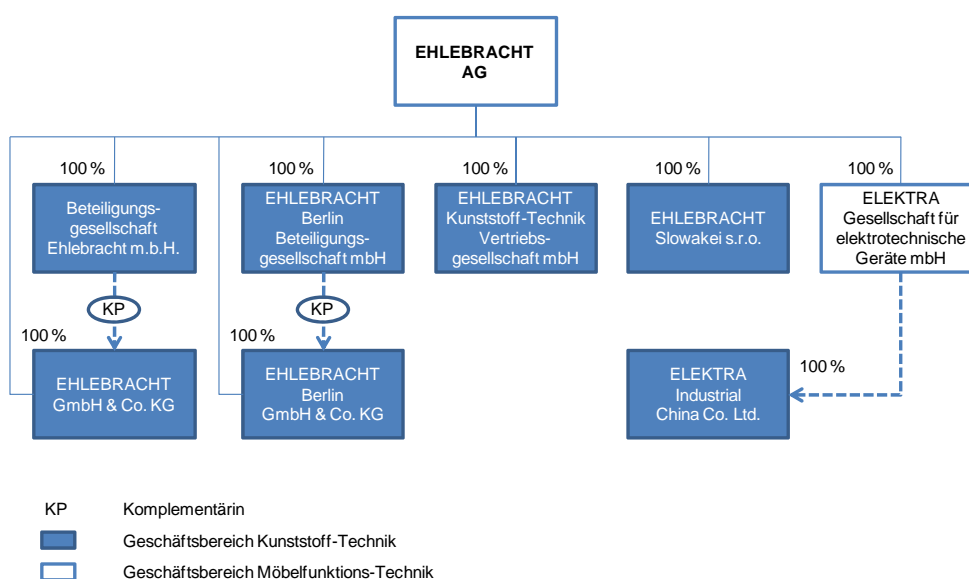 EHLEBRACHT
AG
100 %
100 %
100 %
100 %
100 %
Beteiligungs-
gesellschaft
Ehlebracht m.b.H.
EHLEBRACHT
Berlin
Beteiligungs-
gesellschaft mbH
EHLEBRACHT
Kunststoff-Technik
Vertriebs-
gesellschaft mbH
EHLEBRACHT
Slowakei s.r.o.
ELEKTRA
Gesellschaft für
elektrotechnische
Geräte mbH
KP
KP
100 %
100 %
100 %
EHLEBRACHT
GmbH & Co. KG
EHLEBRACHT
Berlin
GmbH & Co. KG
ELEKTRA
Industrial
China Co. Ltd.
KP Komplementärin
Geschäftsbereich Kunststoff-Technik
Geschäftsbereich Möbelfunktions-Technik